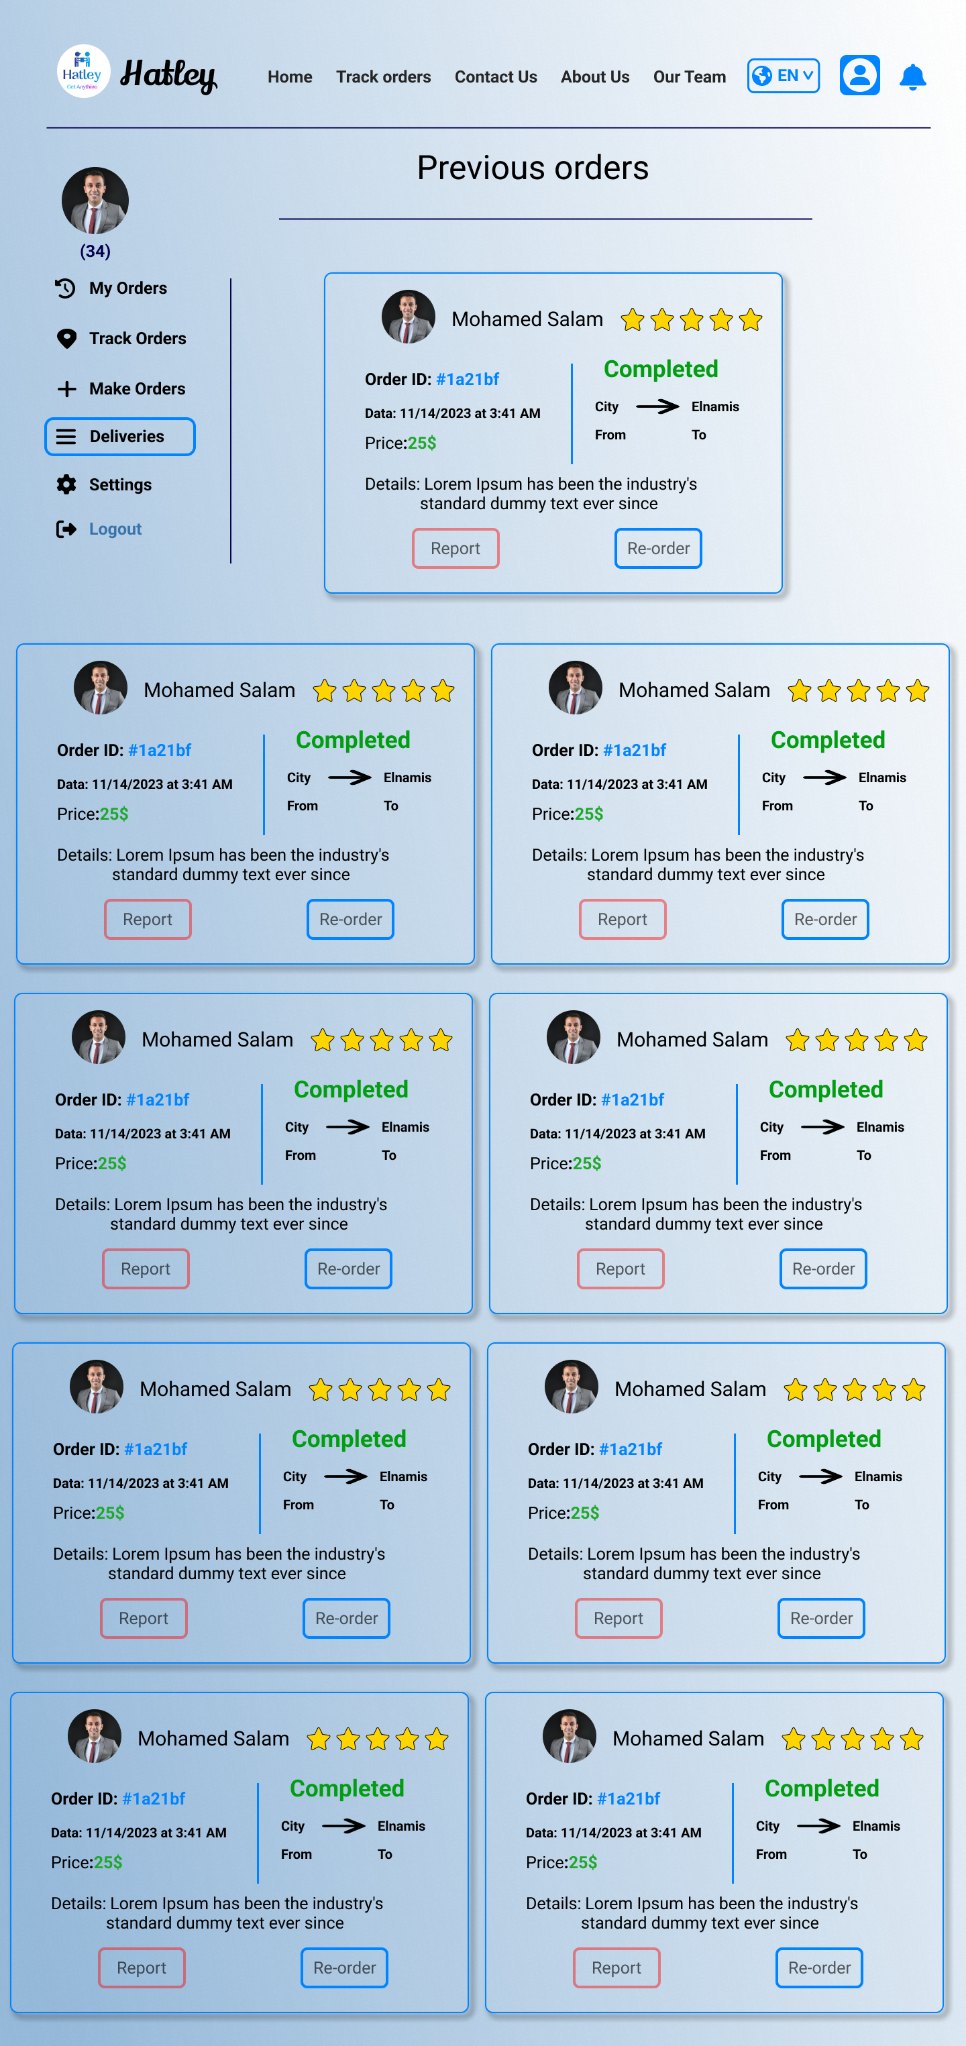 Hatley
Get Anything
Hatley
Home Track orders Contact Us About Us Our Team EN
Previous orders
(34)
My Orders
Track Orders
Make Orders
Deliveries
Settings
Logout
Mohamed Salam
Completed
Order ID: #1a21bf
City Elnamis
Data: 11/14/2023 at 3:41 AM
From To
Price:25$
Details: Lorem Ipsum has been the industry's
standard dummy text ever since
Report Re-order
Mohamed Salam
Completed
Order ID: #1a21bf
City Elnamis
Data: 11/14/2023 at 3:41 AM
From To
Price:25$
Details: Lorem Ipsum has been the industry's
standard dummy text ever since
Report Re-order
Mohamed Salam
Completed
Order ID: #1a21bf
City Elnamis
Data: 11/14/2023 at 3:41 AM
From To
Price:25$
Details: Lorem Ipsum has been the industry's
standard dummy text ever since
Report Re-order
Mohamed Salam
Completed
Order ID: #1a21bf
City Elnamis
Data: 11/14/2023 at 3:41 AM
From To
Price:25$
Details: Lorem Ipsum has been the industry's
standard dummy text ever since
Report Re-order
Mohamed Salam
Completed
Order ID: #1a21bf
City Elnamis
Data: 11/14/2023 at 3:41 AM
From To
Price:25$
Details: Lorem Ipsum has been the industry's
standard dummy text ever since
Report Re-order
Mohamed Salam
Completed
Order ID: #1a21bf
City Elnamis
Data: 11/14/2023 at 3:41 AM
From To
Price:25$
Details: Lorem Ipsum has been the industry's
standard dummy text ever since
Report Re-order
Mohamed Salam
Completed
Order ID: #1a21bf
City Elnamis
Data: 11/14/2023 at 3:41 AM
From To
Price:25$
Details: Lorem Ipsum has been the industry's
standard dummy text ever since
Report Re-order
Mohamed Salam
Completed
Order ID: #1a21bf
City Elnamis
Data: 11/14/2023 at 3:41 AM
From To
Price:25$
Details: Lorem Ipsum has been the industry's
standard dummy text ever since
Report Re-order
Mohamed Salam
Completed
Order ID: #1a21bf
City Elnamis
Data: 11/14/2023 at 3:41 AM
From To
Price:25$
Details: Lorem Ipsum has been the industry's
standard dummy text ever since
Report Re-order